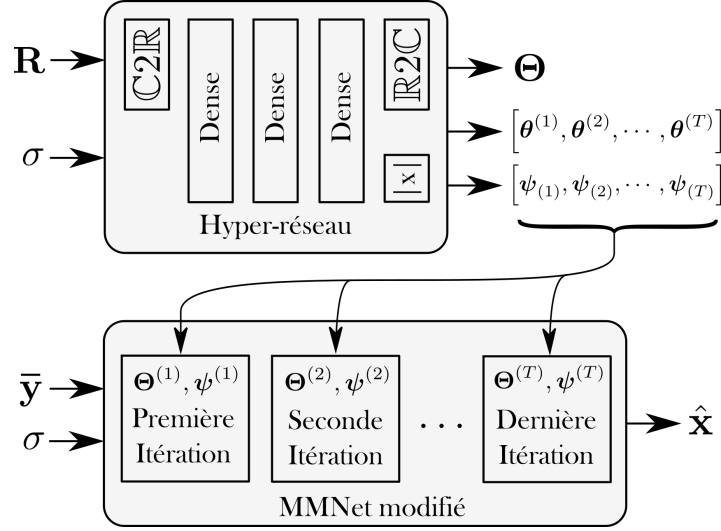 R
σ
ℂ2ℝ
Dense
Dense
Dense
ℝ2ℂ
|x|
Hyper-réseau
Θ
[θ^(1), θ^(2), ⋯, θ^(T)]
[ψ_(1), ψ_(2), ⋯, ψ_(T)]
ȳ
σ
Θ^(1), ψ^(1)
Première
Itération
Θ^(2), ψ^(2)
Seconde
Itération
...
Θ^(T), ψ^(T)
Dernière
Itération
MMNet modifié
x̂